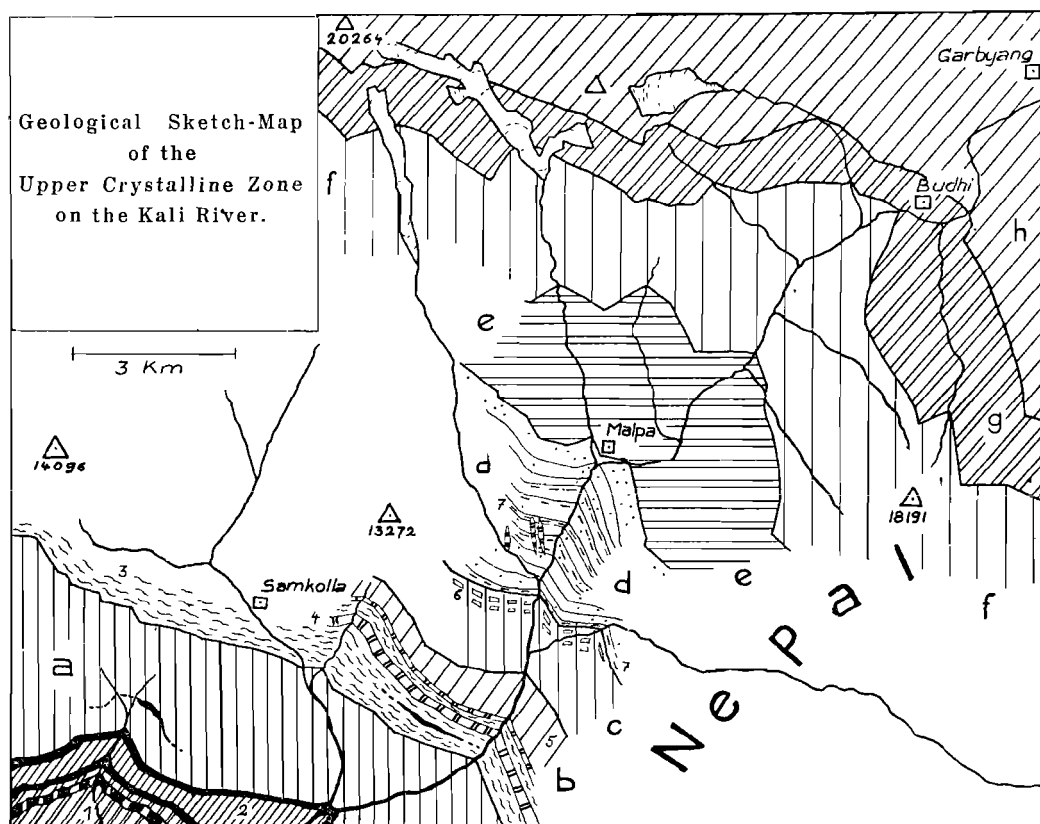 Geological Sketch-Map
of the
Upper Crystalline Zone
on the Kali River.
3 Km
20264
Garbyang
Budhi
f
h
e
g
14096
Malpa
d
7
13272
18191
3
Samkolla
4
6
d
e
f
7
a
c
5
b
1
2
Nepal